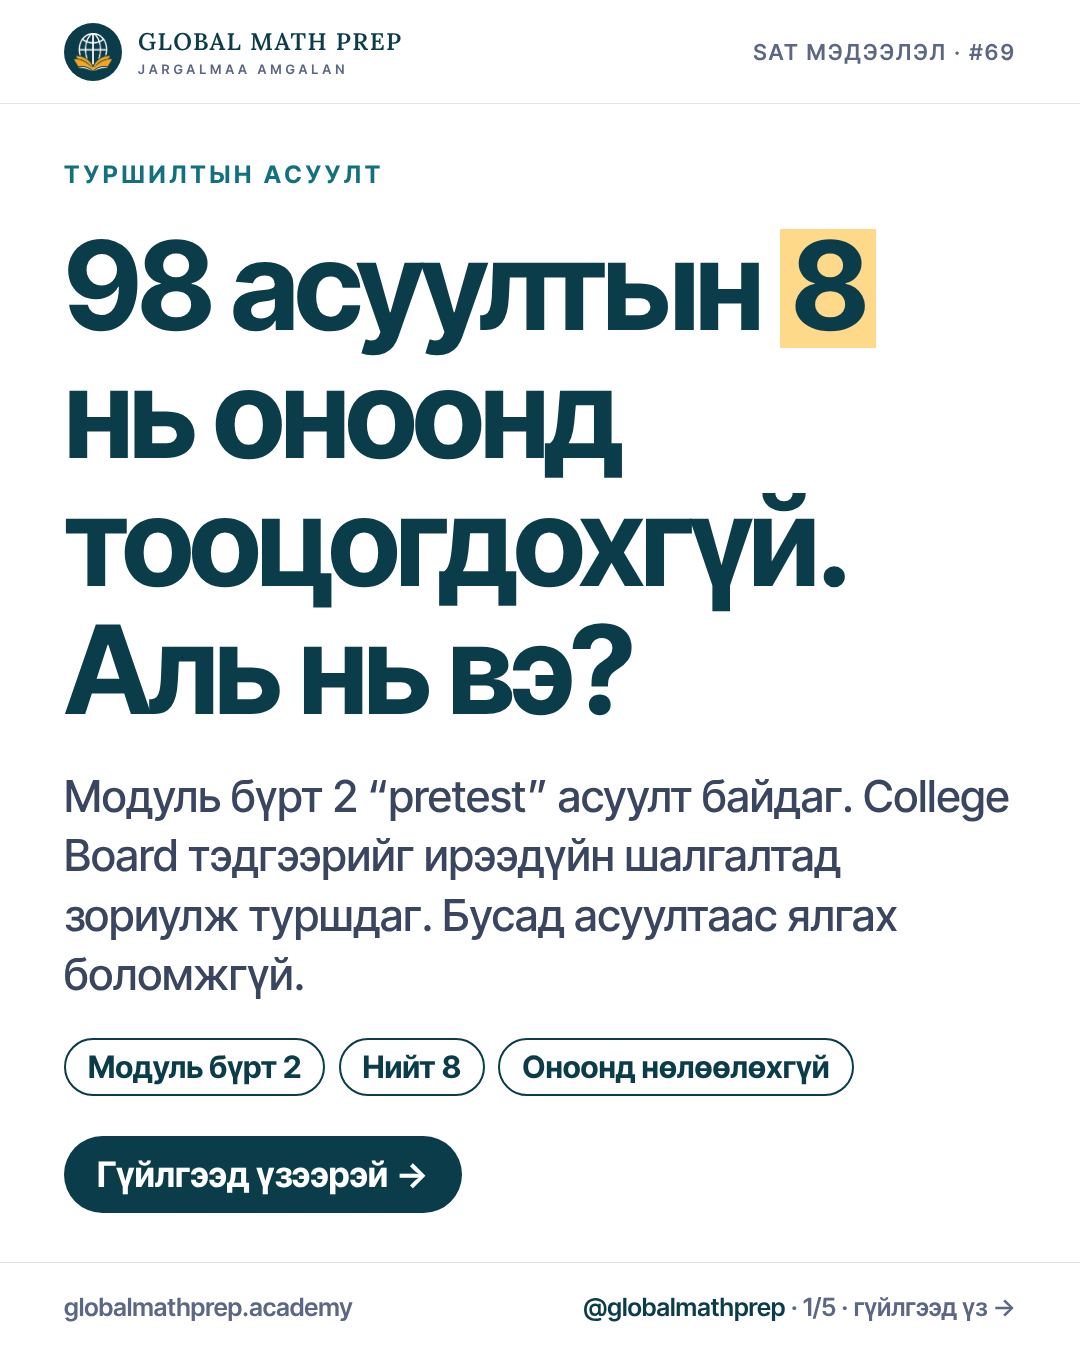 GLOBAL MATH PREP
JARGALMAA AMGALAN
SAT МЭДЭЭЛЭЛ · #69
ТУРШИЛТЫН АСУУЛТ
98 асуултын 8
нь оноонд
тооцогдохгүй.
Аль нь вэ?
Модуль бүрт 2 “pretest” асуулт байдаг. College
Board тэдгээрийг ирээдүйн шалгалтад
зориулж туршдаг. Бусад асуултаас ялгах
боломжгүй.
Модуль бүрт 2
Нийт 8
Оноонд нөлөөлөхгүй
Гүйлгээд үзээрэй →
globalmathprep.academy
@globalmathprep · 1/5 · гүйлгээд үз →